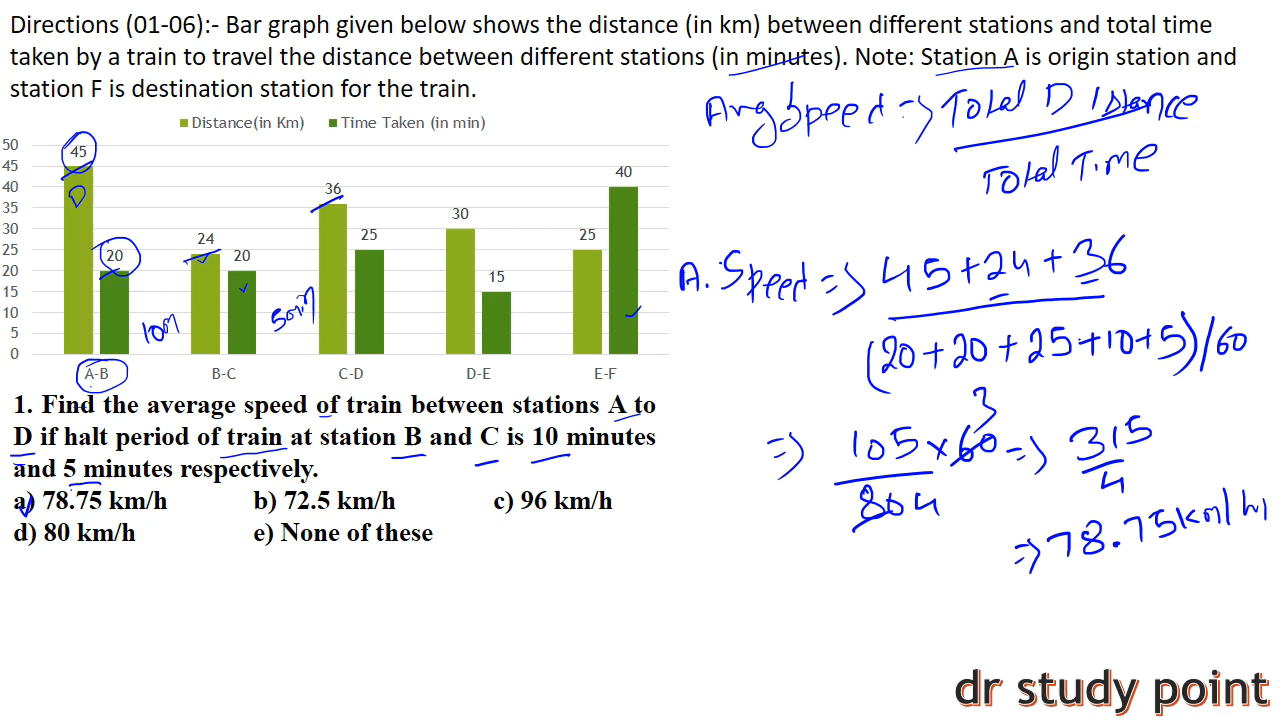 Directions (01-06):- Bar graph given below shows the distance (in km) between different stations and total time
taken by a train to travel the distance between different stations (in minutes). Note: Station A is origin station and
station F is destination station for the train.
Distance(in Km) Time Taken (in min)
50
45
40
35
30
25
20
15
10
5
0
45 20 24 20 36 25 30 15 25 40
D
10m 5min
A-B B-C C-D D-E E-F
1. Find the average speed of train between stations A to
D if halt period of train at station B and C is 10 minutes
and 5 minutes respectively.
a) 78.75 km/h b) 72.5 km/h c) 96 km/h
d) 80 km/h e) None of these
Avg Speed => Total Distance
Total Time
A. Speed => 45+24+36
(20+20+25+10+5)/60
=> 105 × 60 3 => 315
80 4 4
=> 78.75 km/hr
dr study point